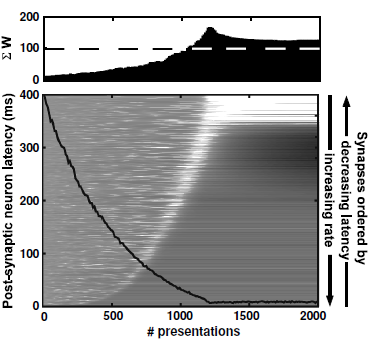 200
100
0
Σ W
400
300
200
100
0
Post-synaptic neuron latency (ms)
0
500
1000
1500
2000
# presentations
increasing rate
decreasing latency
Synapses ordered by